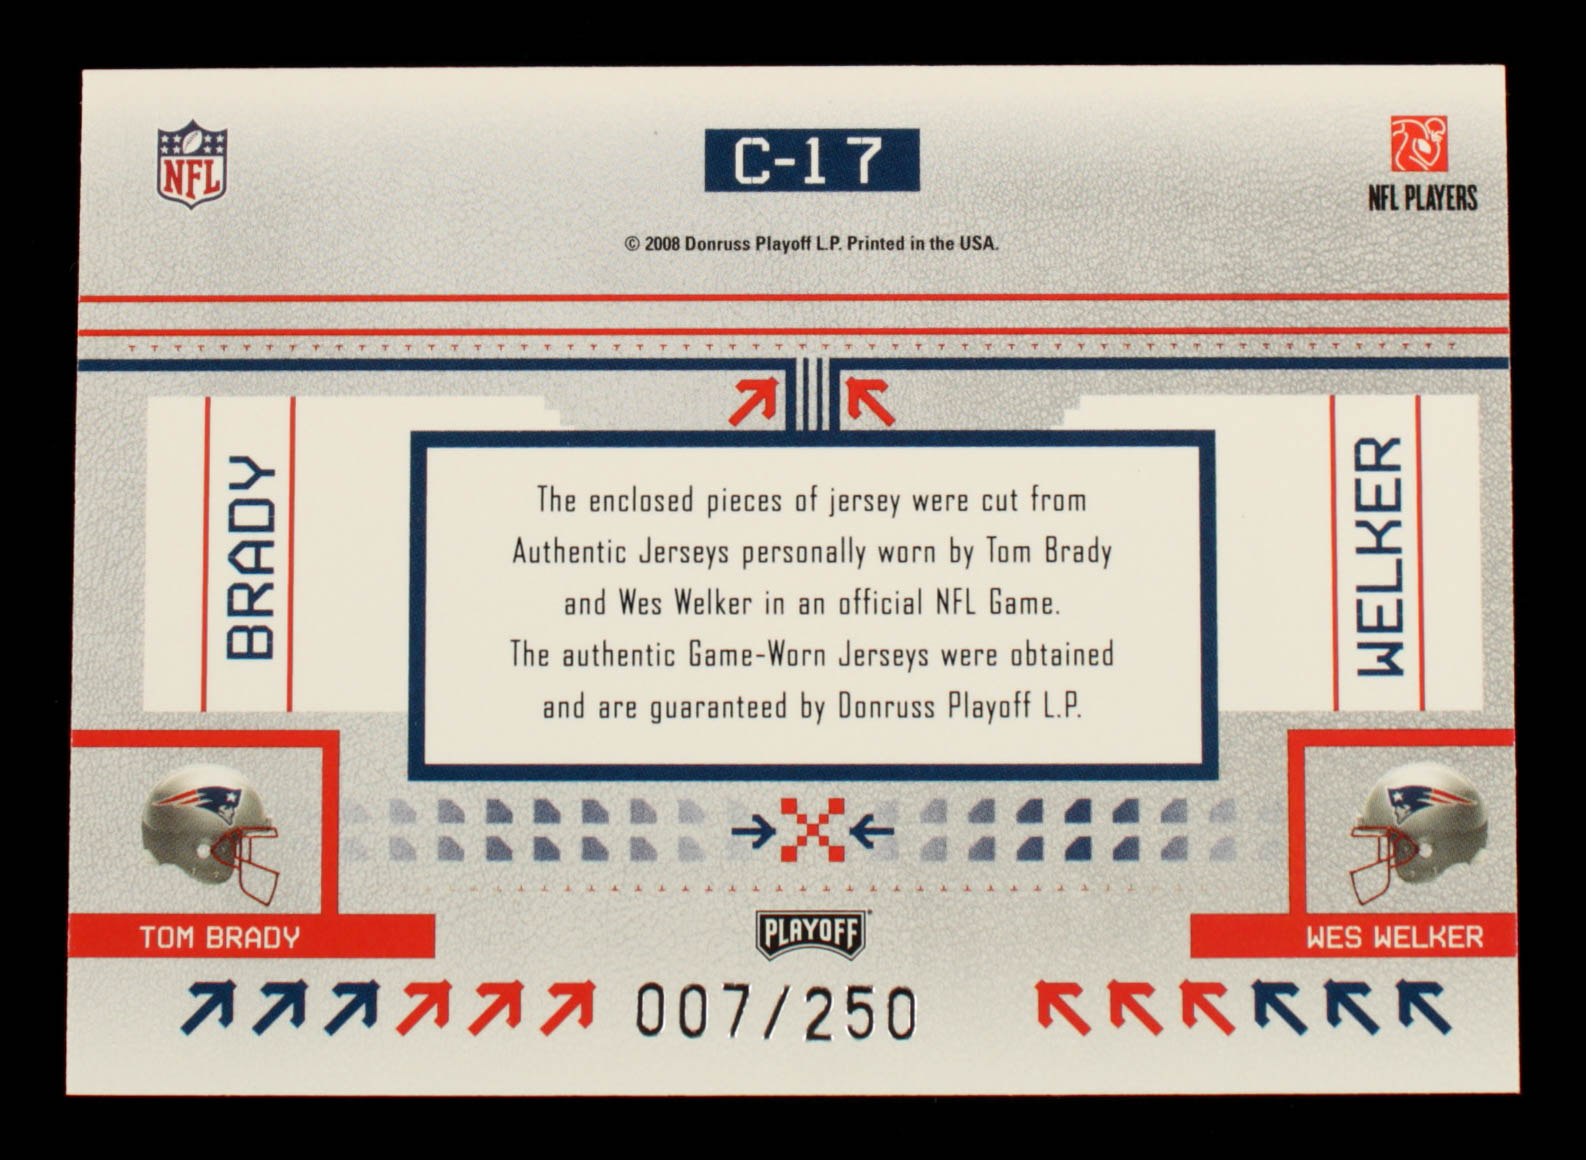 NFL
C-17
NFL PLAYERS
© 2008 Donruss Playoff L.P. Printed in the USA.
BRADY
The enclosed pieces of jersey were cut from
Authentic Jerseys personally worn by Tom Brady
and Wes Welker in an official NFL Game.
The authentic Game-Worn Jerseys were obtained
and are guaranteed by Donruss Playoff L.P.
WELKER
TOM BRADY
PLAYOFF
WES WELKER
007/250